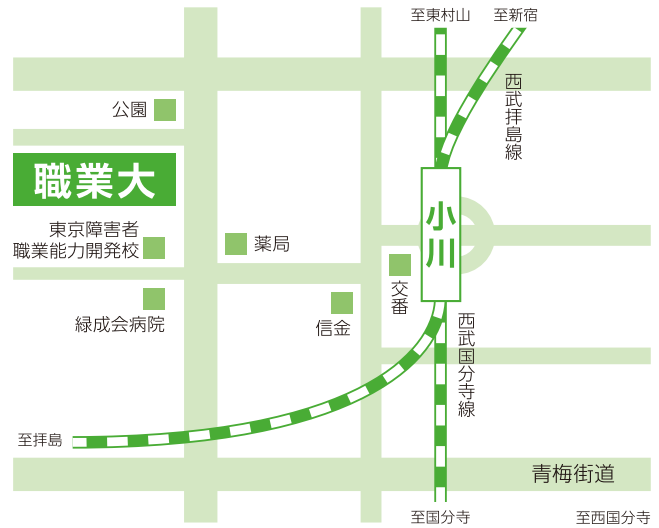 至東村山
至新宿
西武拝島線
公園
職業大
小川
東京障害者
職業能力開発校
薬局
交番
緑成会病院
信金
西武国分寺線
至拝島
青梅街道
至国分寺
至西国分寺